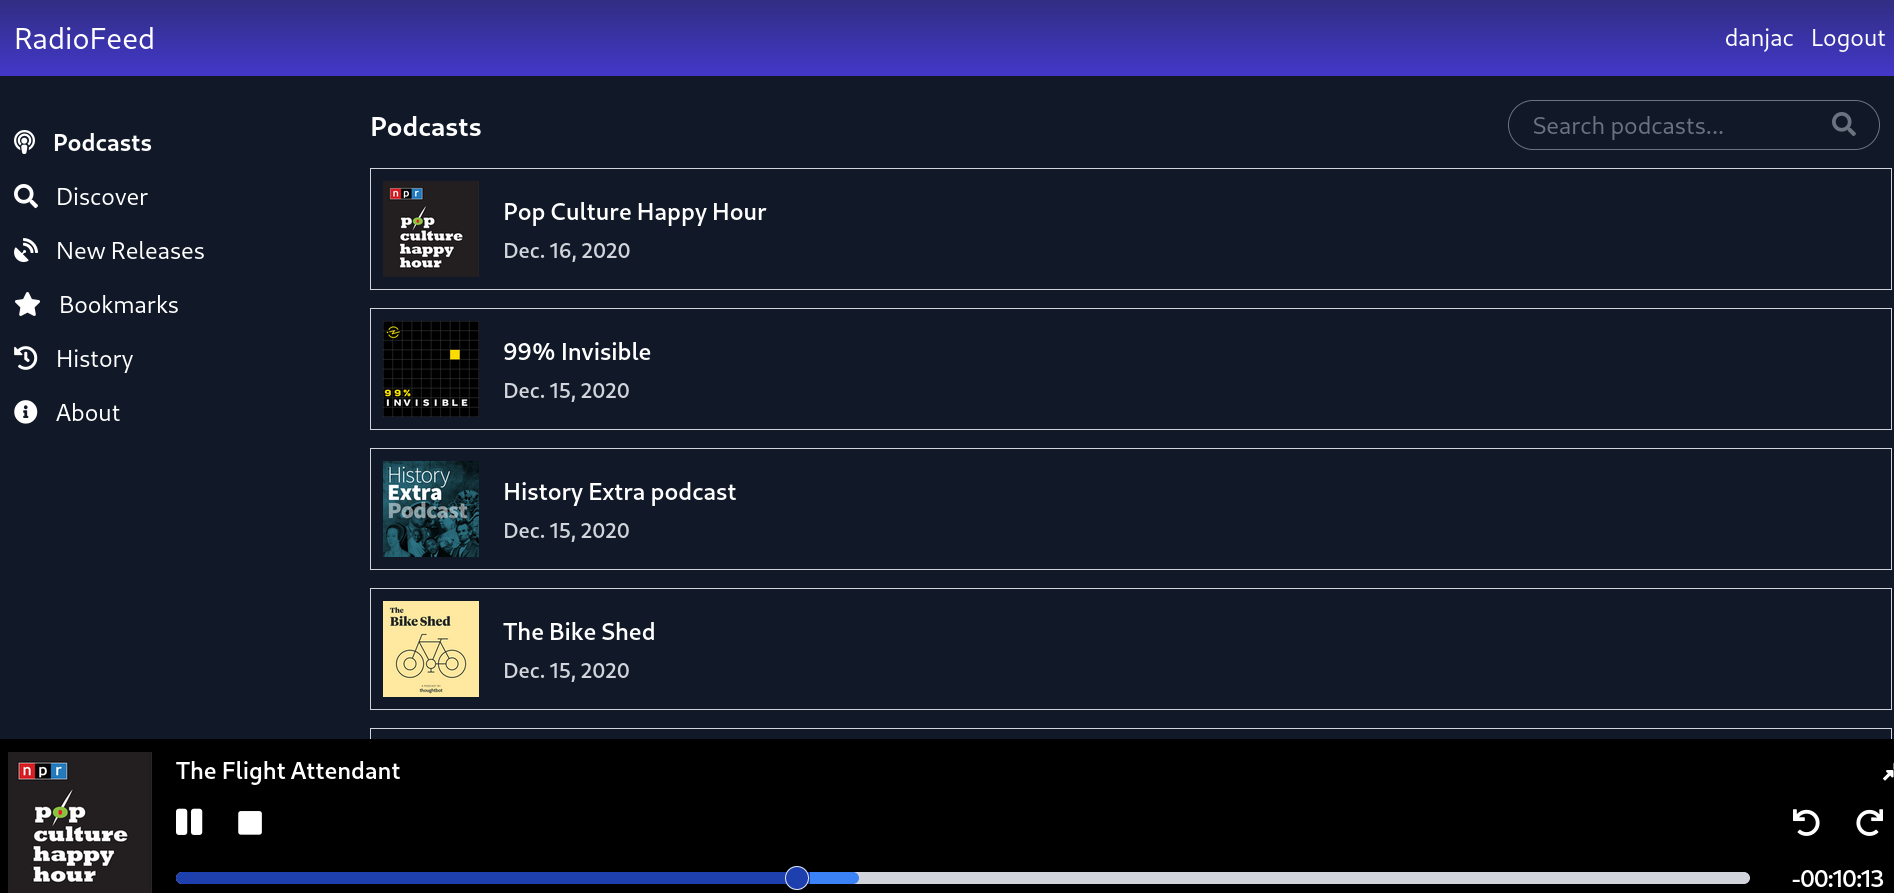 RadioFeed
danjac Logout
Podcasts
Discover
New Releases
Bookmarks
History
About
Podcasts
Search podcasts...
npr
pop
culture
happy
hour
Pop Culture Happy Hour
Dec. 16, 2020
99%
INVISIBLE
99% Invisible
Dec. 15, 2020
History
Extra
Podcast
History Extra podcast
Dec. 15, 2020
The
Bike Shed
thoughtbot
The Bike Shed
Dec. 15, 2020
npr
pop
culture
happy
hour
The Flight Attendant
-00:10:13